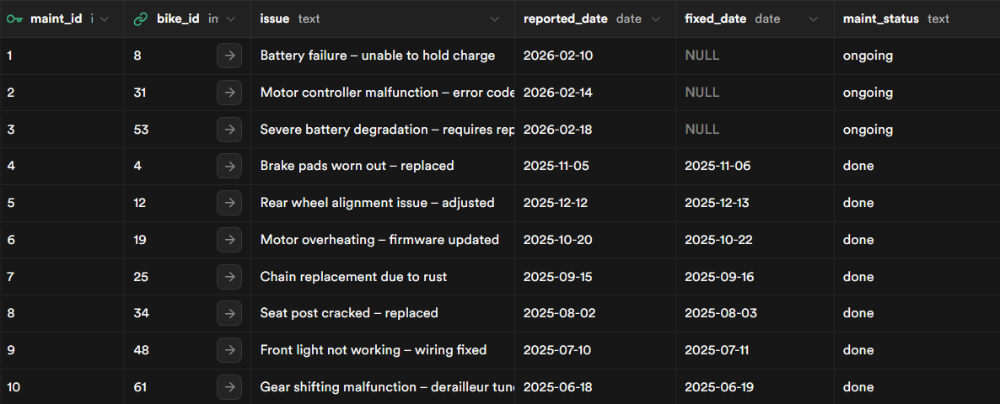 maint_id i bike_id in issue text reported_date date fixed_date date maint_status text
1 8 Battery failure – unable to hold charge 2026-02-10 NULL ongoing
2 31 Motor controller malfunction – error code 2026-02-14 NULL ongoing
3 53 Severe battery degradation – requires rep 2026-02-18 NULL ongoing
4 4 Brake pads worn out – replaced 2025-11-05 2025-11-06 done
5 12 Rear wheel alignment issue – adjusted 2025-12-12 2025-12-13 done
6 19 Motor overheating – firmware updated 2025-10-20 2025-10-22 done
7 25 Chain replacement due to rust 2025-09-15 2025-09-16 done
8 34 Seat post cracked – replaced 2025-08-02 2025-08-03 done
9 48 Front light not working – wiring fixed 2025-07-10 2025-07-11 done
10 61 Gear shifting malfunction – derailleur tune 2025-06-18 2025-06-19 done